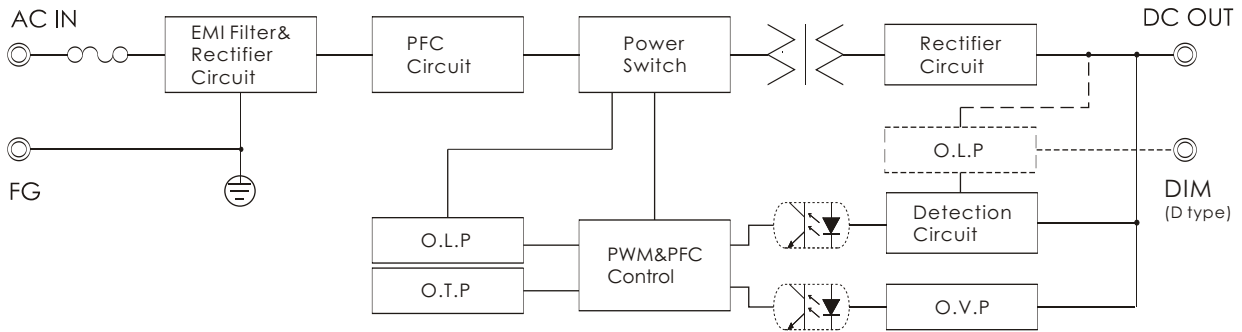 AC IN
EMI Filter&
Rectifier
Circuit
PFC
Circuit
Power
Switch
Rectifier
Circuit
DC OUT
FG
O.L.P
DIM
(D type)
O.L.P
O.T.P
PWM&PFC
Control
Detection
Circuit
O.V.P